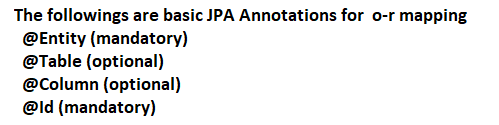 The followings are basic JPA Annotations for o-r mapping
@Entity (mandatory)
@Table (optional)
@Column (optional)
@Id (mandatory)